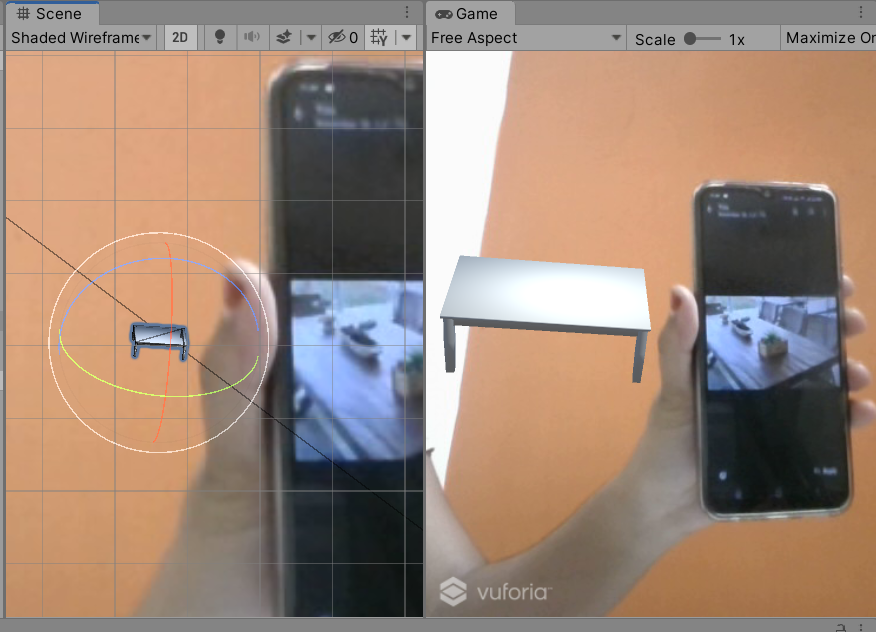 Scene
Game
Shaded Wireframe
2D
0
Free Aspect
Scale
1x
Maximize On
vuforia